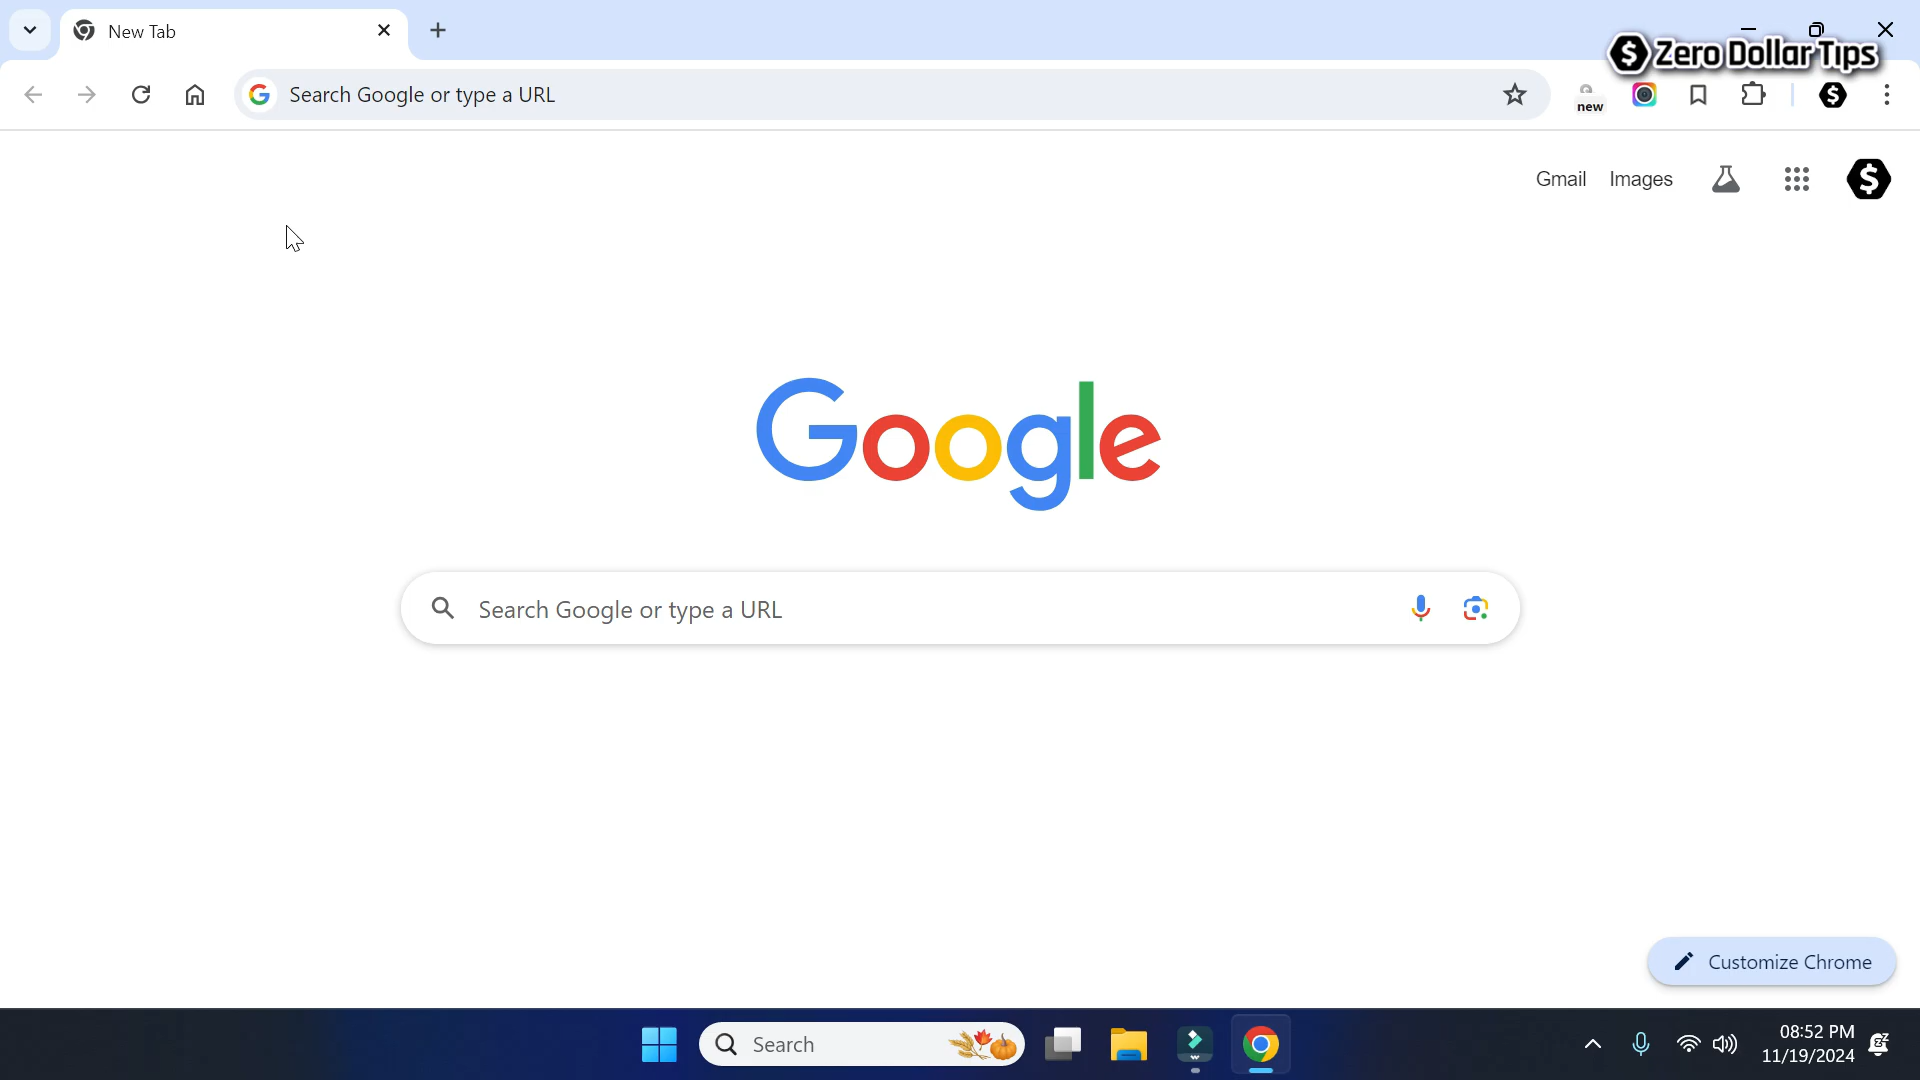 New Tab
Zero Dollar Tips
Search Google or type a URL
new
Gmail Images
Google
Search Google or type a URL
Customize Chrome
Search
08:52 PM
11/19/2024